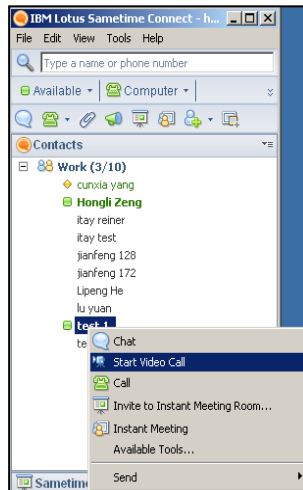 IBM Lotus Sametime Connect - h...
File Edit View Tools Help
Type a name or phone number
Available Computer
Contacts
Work (3/10)
cunxia yang
Hongli Zeng
itay reiner
itay test
jianfeng 128
jianfeng 172
Lipeng He
lu yuan
test 1
te
Chat
Start Video Call
Call
Invite to Instant Meeting Room...
Instant Meeting
Available Tools...
Send
Sametim